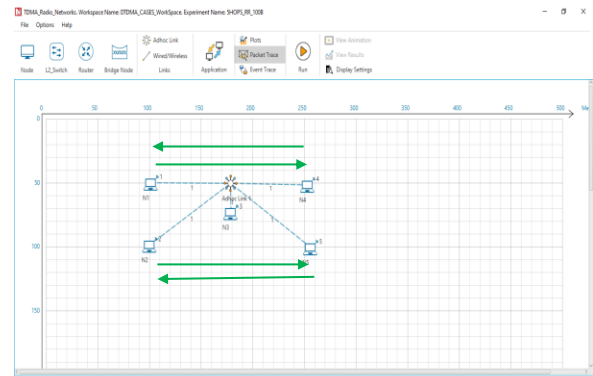 TDMA_Radio_Networks. Workspace Name: DTDMA_CASES_WorkSpace. Experiment Name: 5HOPS_RR_100B
File Options Help
Node
L2_Switch
Router
Bridge Node
Adhoc Link
Wired/Wireless
Links
Application
Plots
Packet Trace
Event Trace
Run
View Animation
View Results
Display Settings
0 50 100 150 200 250 300 350 400 450 500
0
50
100
150
1
N1
2
N2
Adhoc Link
3
N3
4
N4
5
1
1
1
1